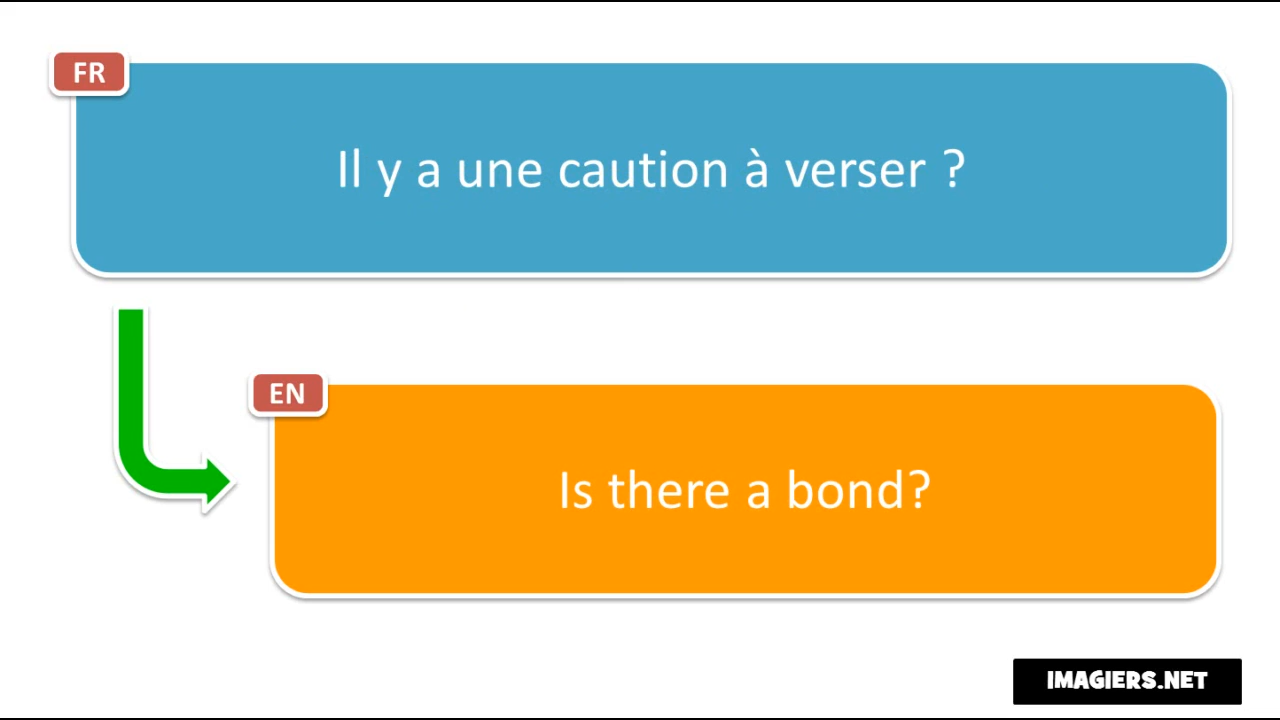 FR
Il y a une caution à verser ?
EN
Is there a bond?
IMAGIERS.NET